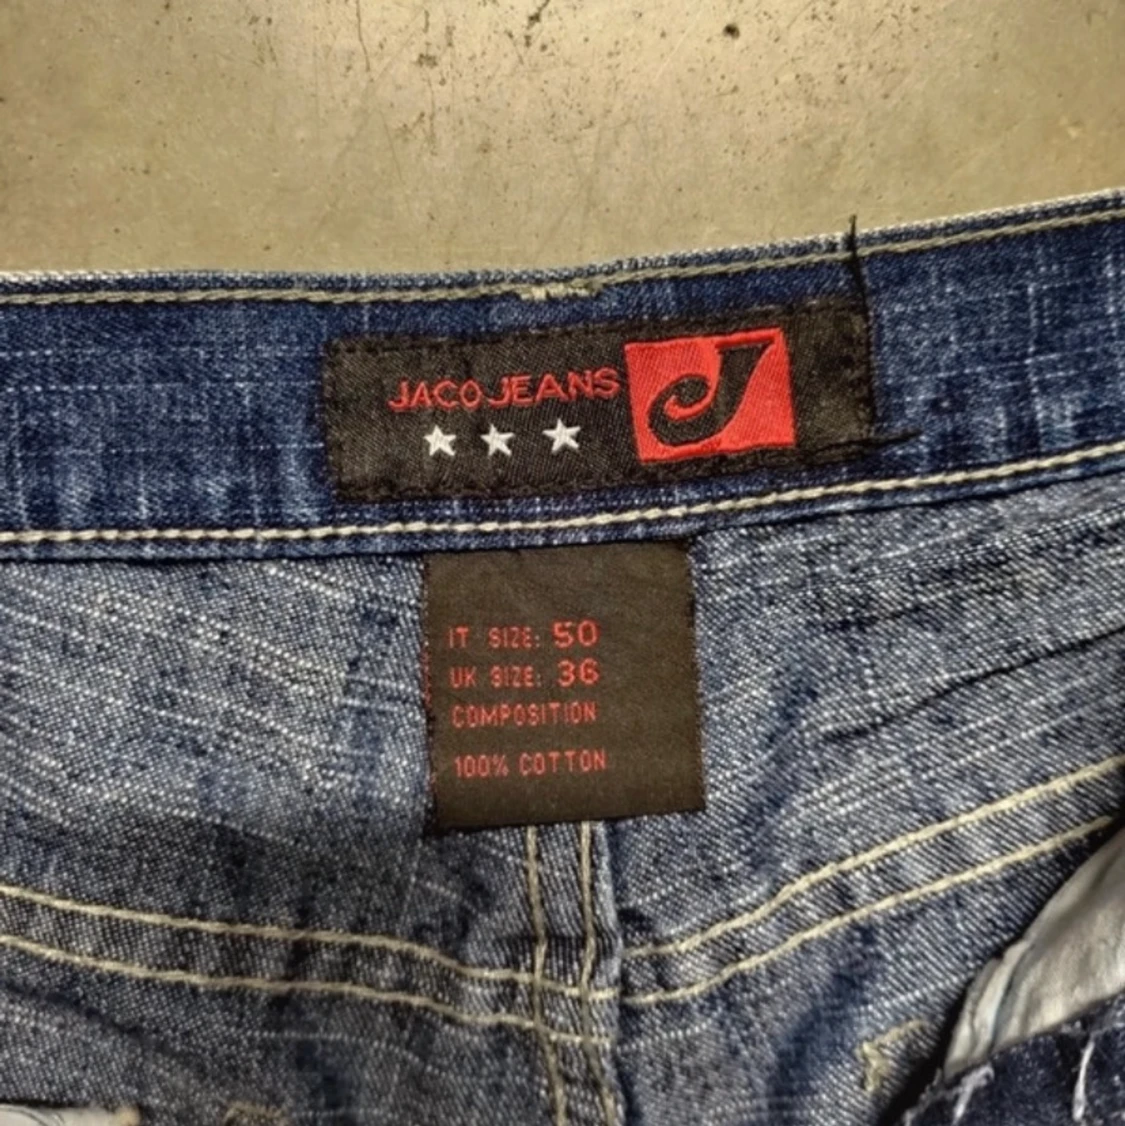 JACO JEANS
J
IT SIZE: 50
UK SIZE: 36
COMPOSITION
100% COTTON